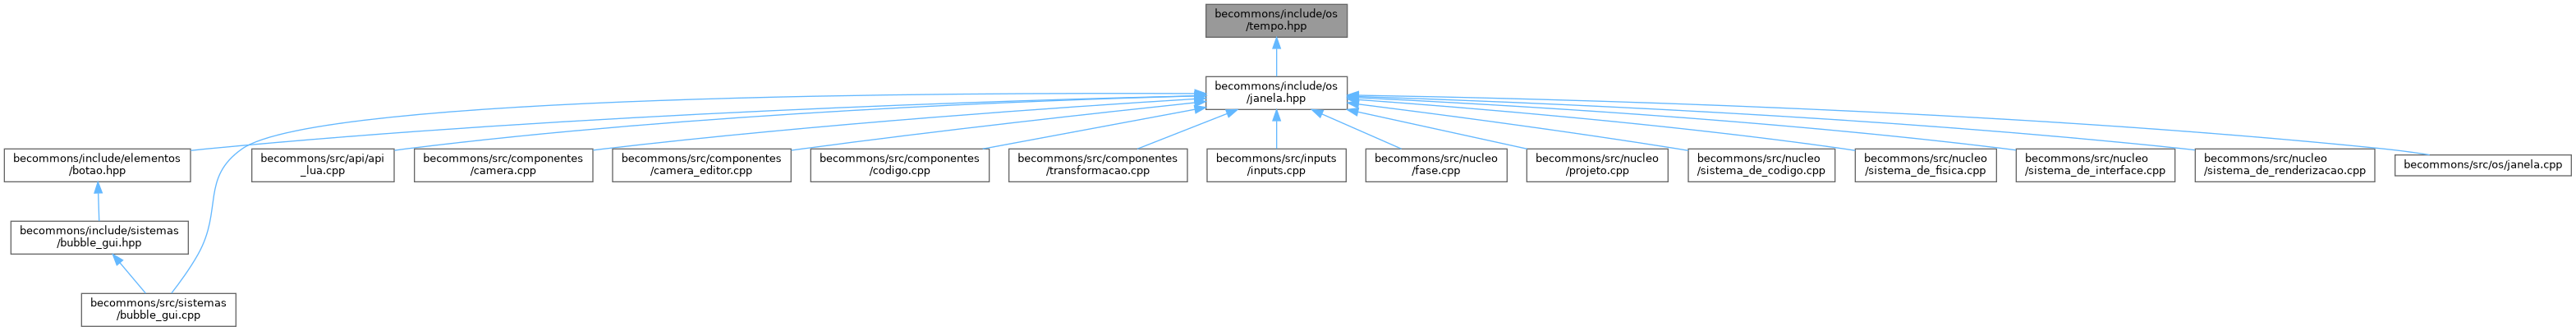 becommons/include/os
/tempo.hpp
becommons/include/os
/janela.hpp
becommons/include/elementos
/botao.hpp
becommons/src/api/api
_lua.cpp
becommons/src/componentes
/camera.cpp
becommons/src/componentes
/camera_editor.cpp
becommons/src/componentes
/codigo.cpp
becommons/src/componentes
/transformacao.cpp
becommons/src/inputs
/inputs.cpp
becommons/src/nucleo
/fase.cpp
becommons/src/nucleo
/projeto.cpp
becommons/src/nucleo
/sistema_de_codigo.cpp
becommons/src/nucleo
/sistema_de_fisica.cpp
becommons/src/nucleo
/sistema_de_interface.cpp
becommons/src/nucleo
/sistema_de_renderizacao.cpp
becommons/src/os/janela.cpp
becommons/include/sistemas
/bubble_gui.hpp
becommons/src/sistemas
/bubble_gui.cpp